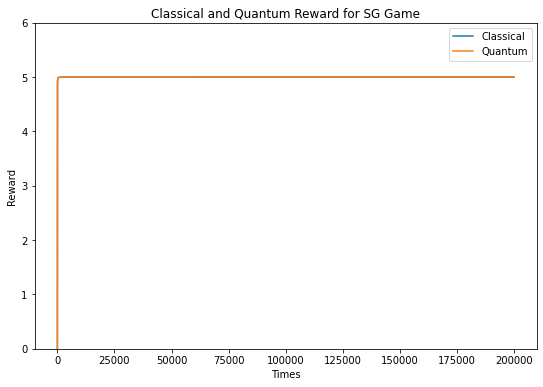 Classical and Quantum Reward for SG Game
Classical
Quantum
Reward
6
5
4
3
2
1
0
0 25000 50000 75000 100000 125000 150000 175000 200000
Times